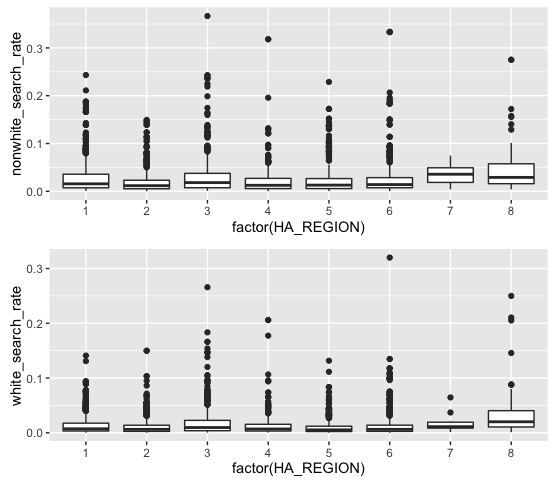 nonwhite_search_rate
0.3
0.2
0.1
0.0
1 2 3 4 5 6 7 8
factor(HA_REGION)
white_search_rate
0.3
0.2
0.1
0.0
1 2 3 4 5 6 7 8
factor(HA_REGION)